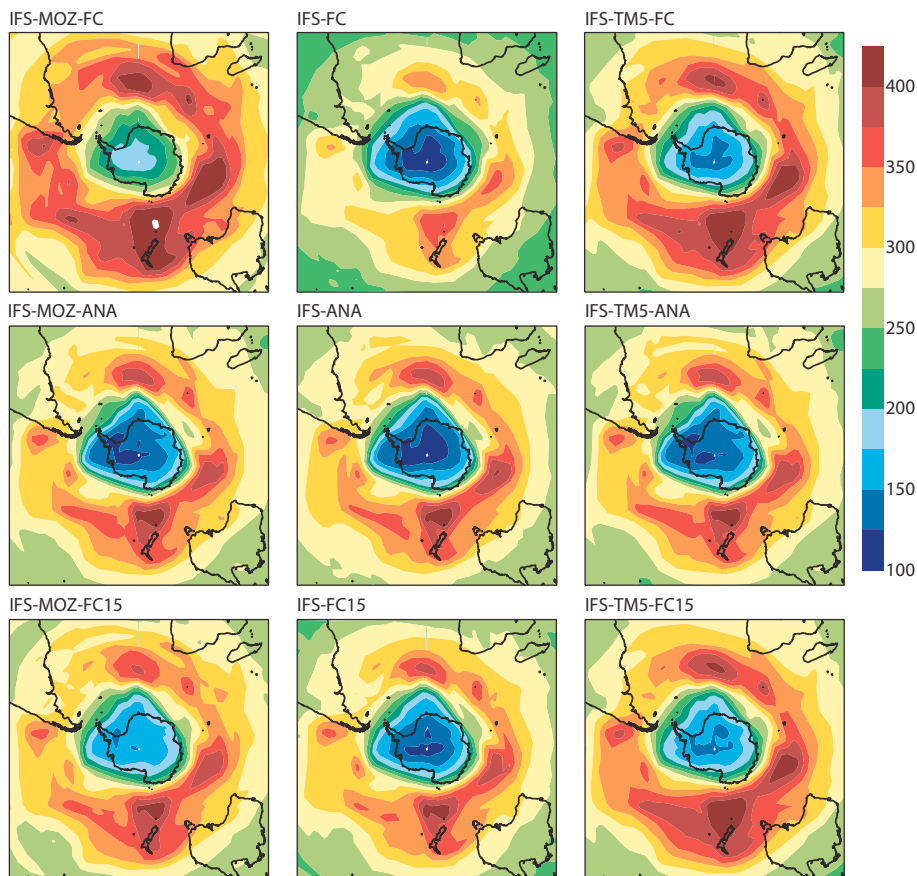 IFS-MOZ-FC IFS-FC IFS-TM5-FC
400
350
300
IFS-MOZ-ANA IFS-ANA IFS-TM5-ANA
250
200
150
100
IFS-MOZ-FC15 IFS-FC15 IFS-TM5-FC15